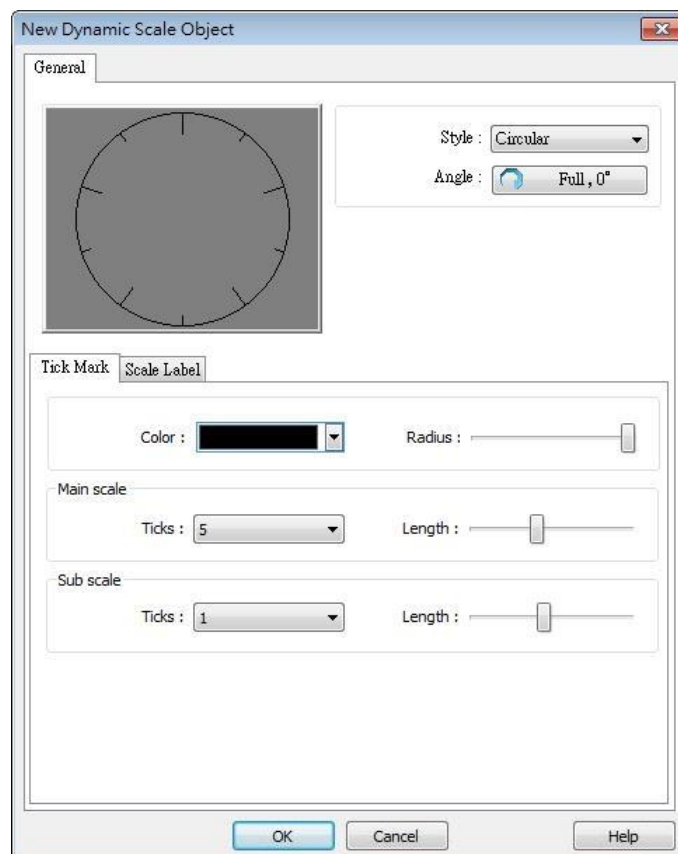 New Dynamic Scale Object
General
Style : Circular
Angle : Full , 0°
Tick Mark Scale Label
Color : Radius :
Main scale
Ticks : 5 Length :
Sub scale
Ticks : 1 Length :
OK Cancel Help